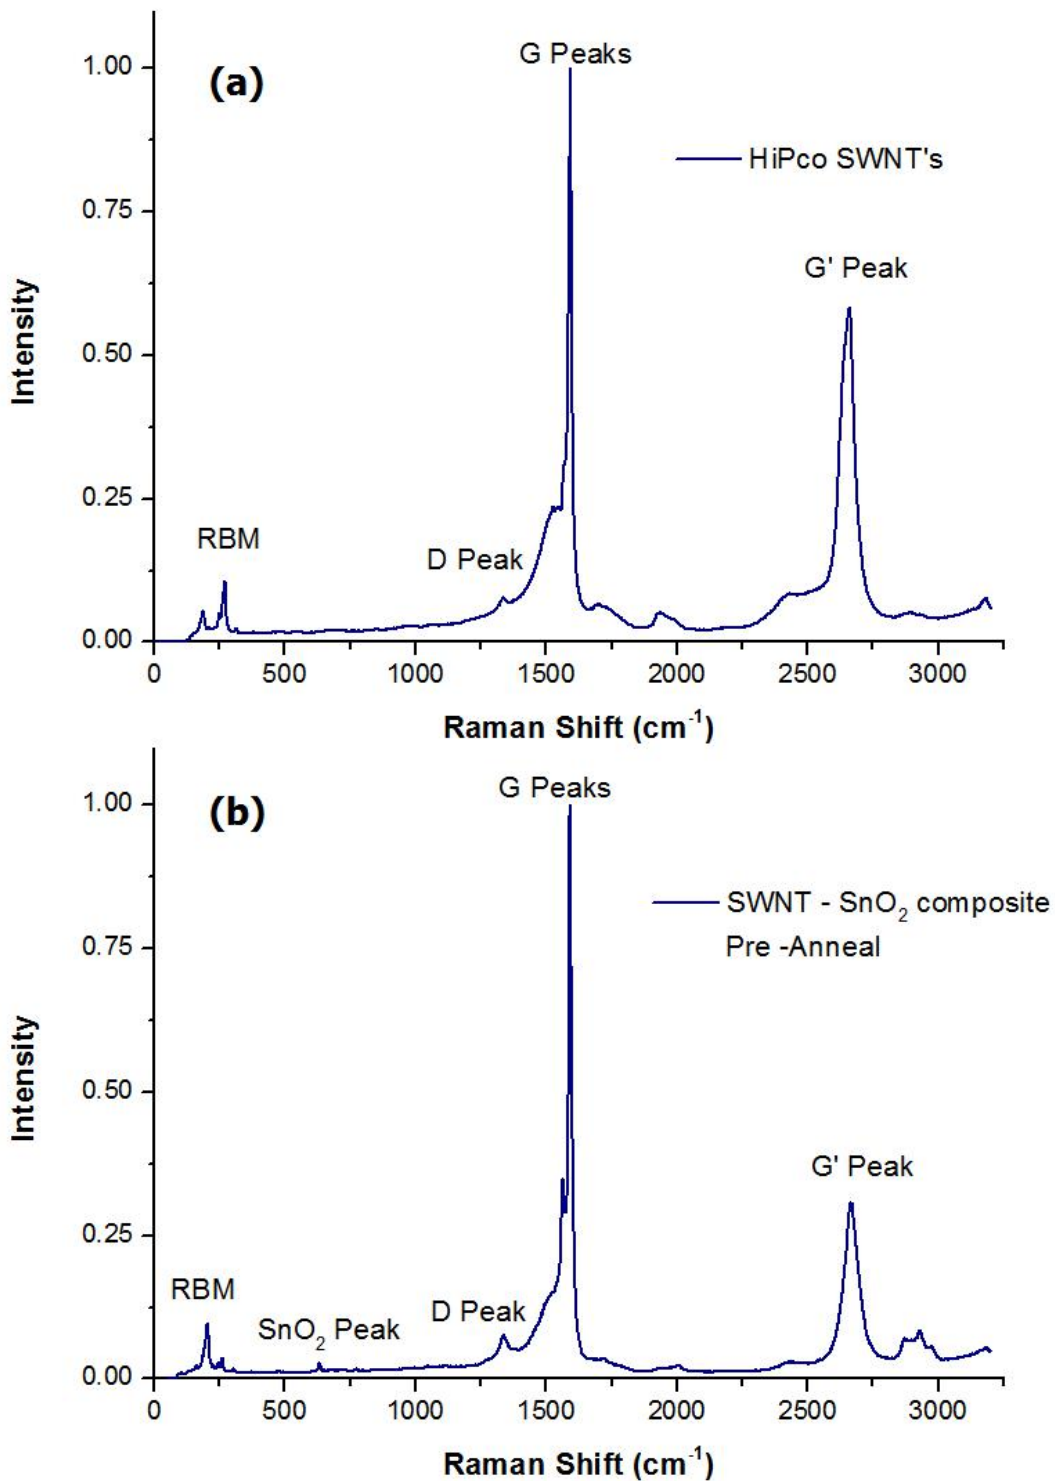 (a)
G Peaks
HiPco SWNT's
G' Peak
RBM
D Peak
Intensity
1.00
0.75
0.50
0.25
0.00
0 500 1000 1500 2000 2500 3000
Raman Shift (cm⁻¹)
(b)
G Peaks
SWNT - SnO₂ composite
Pre -Anneal
G' Peak
RBM
SnO₂ Peak
D Peak
Intensity
1.00
0.75
0.50
0.25
0.00
0 500 1000 1500 2000 2500 3000
Raman Shift (cm⁻¹)